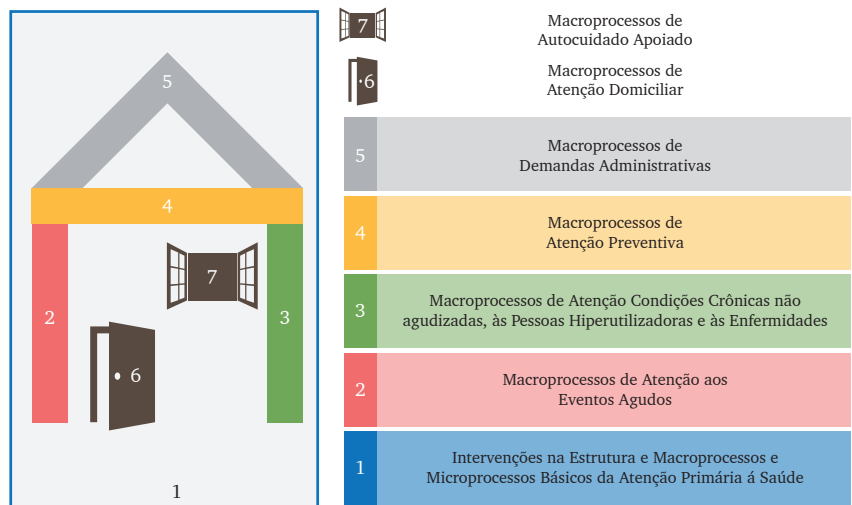 5
4
7
2
3
6
1
7
Macroprocessos de
Autocuidado Apoiado
6
Macroprocessos de
Atenção Domiciliar
5
Macroprocessos de
Demandas Administrativas
4
Macroprocessos de
Atenção Preventiva
3
Macroprocessos de Atenção Condições Crônicas não
agudizadas, às Pessoas Hiperutilizadoras e às Enfermidades
2
Macroprocessos de Atenção aos
Eventos Agudos
1
Intervenções na Estrutura e Macroprocessos e
Microprocessos Básicos da Atenção Primária á Saúde